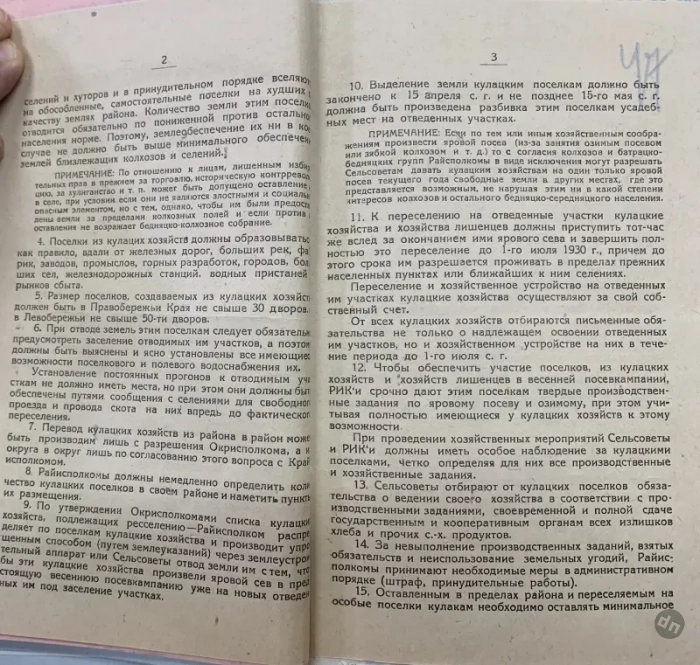 2
селений и хуторов и в принудительном порядке вселяют
на обособленные, самостоятельные поселки на худших
качеству землях района. Количество земли этим посел
отводится обязательно по пониженной против остально
населения норме. Поэтому, землеобеспечение их ни в ко
случае не должно быть выше минимального обеспечен
землей близлежащих колхозов и селений.
ПРИМЕЧАНИЕ: По отношению к лицам, лишенным изби
тельных прав в прежнем за торговлю, историческую контррево
цию, за хулиганство и т. п. может быть допущено оставление
в селе, при условии если они не являются злостными и социальн
опасным элементом, но с тем, однако, чтобы им были предост
лены земли за пределами колхозных полей и если против
оставления не возражает бедняцко-колхозное собрание.
4. Поселки из кулацих хозяйств должны образовыватьс
как правило, вдали от железных дорог, больших рек, фа
рик, заводов, промыслов, горных разработок, городов, бо
ших сел, железнодорожных станций, водных пристаней
рынков сбыта.
5. Размер поселков, создаваемых из кулацких хозяйст
должен быть в Правобережьи Края не свыше 30 дворов.
в Левобережьи не свыше 50-ти дворов.
6. При отводе земель этим поселкам следует обязатель
предусмотреть заселение отводимых им участков, а поэтом
должны быть выяснены и ясно установлены все имеющиес
возможности поселкового и полевого водоснабжения их.
Установление постоянных прогонов к отводимым уча
сткам не должно иметь места, но при этом они должны быт
обеспечены путями сообщения с селениями для свободног
проезда и провода скота на них впредь до фактическог
переселения.
7. Перевод кулацких хозяйств из района в район може
быть производим лишь с разрешения Окрисполкома, а и
округа в округ лишь по согласованию этого вопроса с Край
исполкомом.
8. Райисполкомы должны немедленно определить коли
чество кулацких поселков в своём районе и наметить пункт
их размещения.
9. По утверждении Окрисполкомами списка кулацки
хозяйств, подлежащих ресселению—Райисполком распре
деляет по поселкам кулацкие хозяйства и производит упро
щенным способом (путем землеуказаний) через землеустрои
тельный аппарат или Сельсоветы отвод земли им с тем, что
бы эти кулацкие хозяйства произвели яровой сев в пред
стоящую весеннюю посевкампанию уже на новых отведен
ных им под заселение участках.
3
47
10. Выделение земли кулацким поселкам должно быть
закончено к 15 апреля с. г. и не позднее 15-го мая с. г.
должна быть произведена разбивка этим поселкам усадеб-
ных мест на отведенных участках.
ПРИМЕЧАНИЕ: Если по тем или иным хозяйственным сообра-
жениям произвести яровой посев (из-за занятия озимым посевом
или зябкой колхозом и т. д.) то с согласия колхозов и батрацко-
бедняцких групп Райсполкомы в виде исключения могут разрешать
Сельсоветам давать кулацким хозяйствам на один только яровой
посев текущего года свободные земли в других местах, где это
представляется возможным, не нарушая этим ни в какой степени
интересов колхозов и остального бедняцко-середняцкого населения.
11. К переселению на отведенные участки кулацкие
хозяйства и хозяйства лишенцев должны приступить тот-час
же вслед за окончанием ими ярового сева и завершить пол-
ностью это переселение до 1-го июля 1930 г., причем до
этого срока им разрешается проживать в пределах прежних
населенных пунктах или ближайших к ним селениях.
Переселение и хозяйственное устройство на отведенных
им участках кулацкие хозяйства осуществляют за свой соб-
ственный счет.
От всех кулацких хозяйств отбираются письменные обя-
зательства не только о надлежащем освоении отведенных
им участков, но и хозяйственном устройстве на них в тече-
ние периода до 1-го июля с. г.
12. Чтобы обеспечить участие поселков, из кулацких
хозяйств и хозяйств лишенцев в весенней посевкампании,
РИК'и срочно дают этим поселкам твердые производствен-
ные задания по яровому посеву и озимому, при этом учи-
тывая полностью имеющиеся у кулацких хозяйств к этому
возможности.
При проведении хозяйственных мероприятий Сельсоветы
и РИК'и должны иметь особое наблюдение за кулацкими
поселками, четко определяя для них все производственные
и хозяйственные задания.
13. Сельсоветы отбирают от кулацких поселков обяза-
тельства о ведении своего хозяйства в соответствии с про-
изводственными заданиями, своевременной и полной сдаче
государственным и кооперативным органам всех излишков
хлеба и прочих с.-х. продуктов.
14. За невыполнение производственных заданий, взятых
обязательств и неиспользование земельных угодий, Райис-
полкомы принимают необходимые меры в административном
порядке (штраф, принудительные работы).
15. Оставленным в пределах района и переселяемым на
особые поселки кулакам необходимо оставлять минимальное
dn